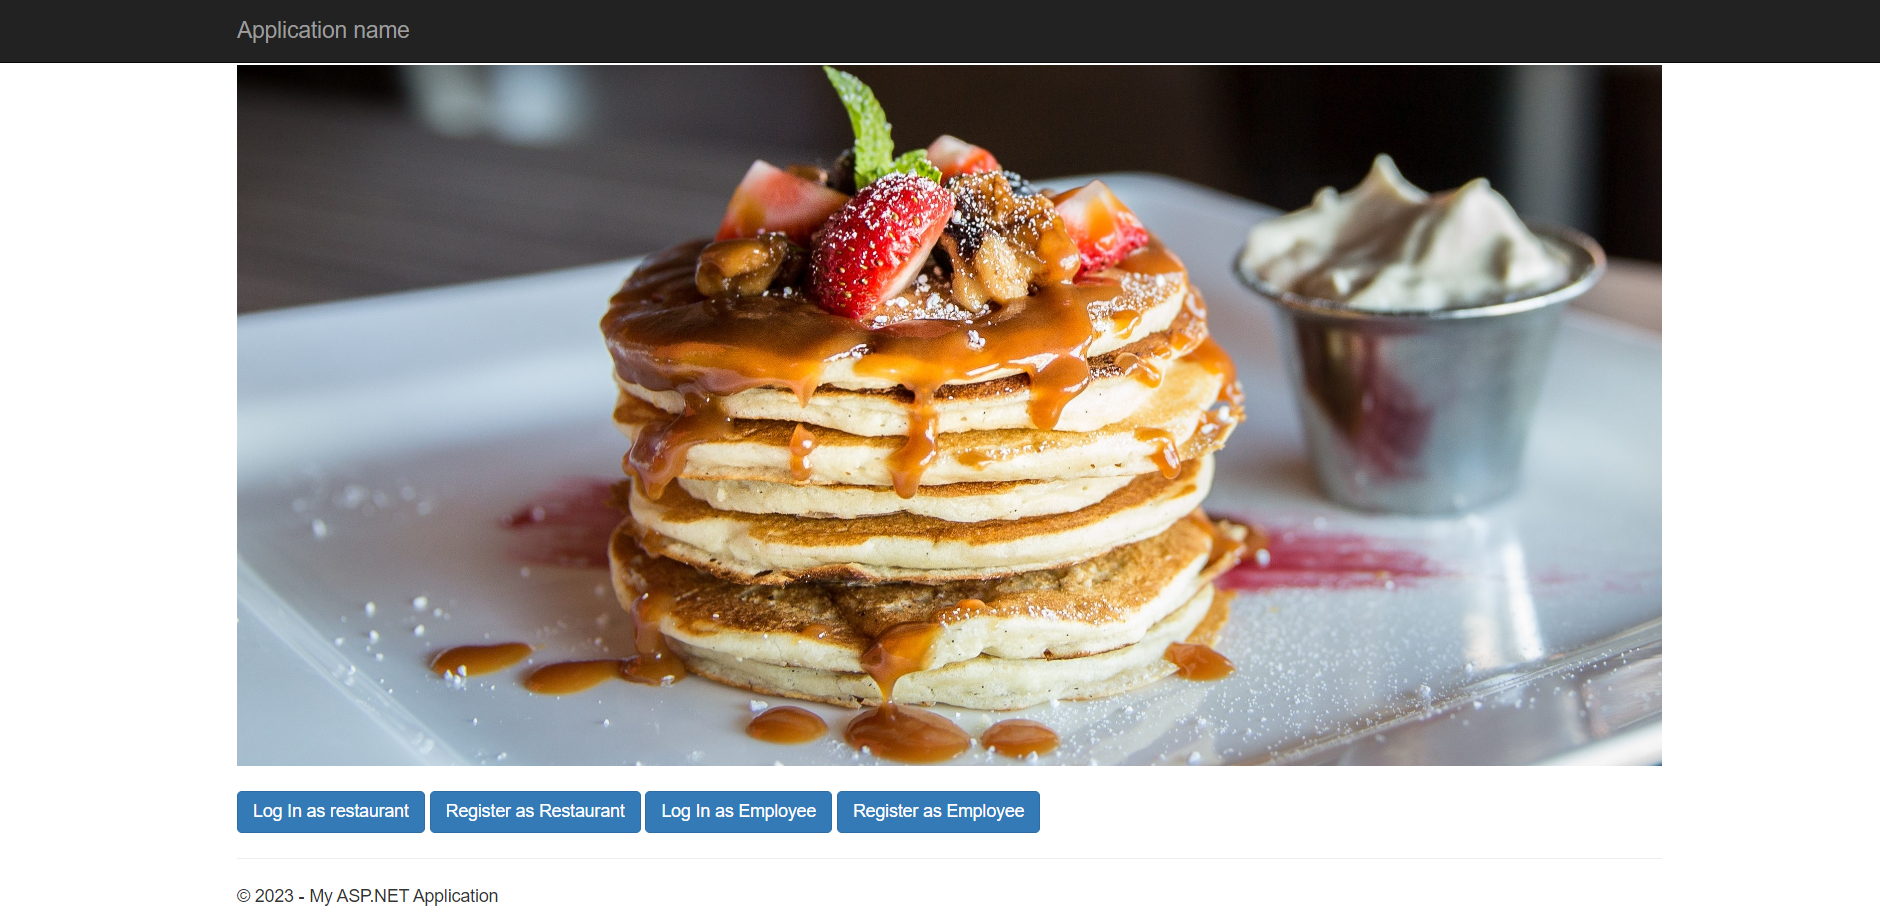 Application name
Log In as restaurant Register as Restaurant Log In as Employee Register as Employee
© 2023 - My ASP.NET Application